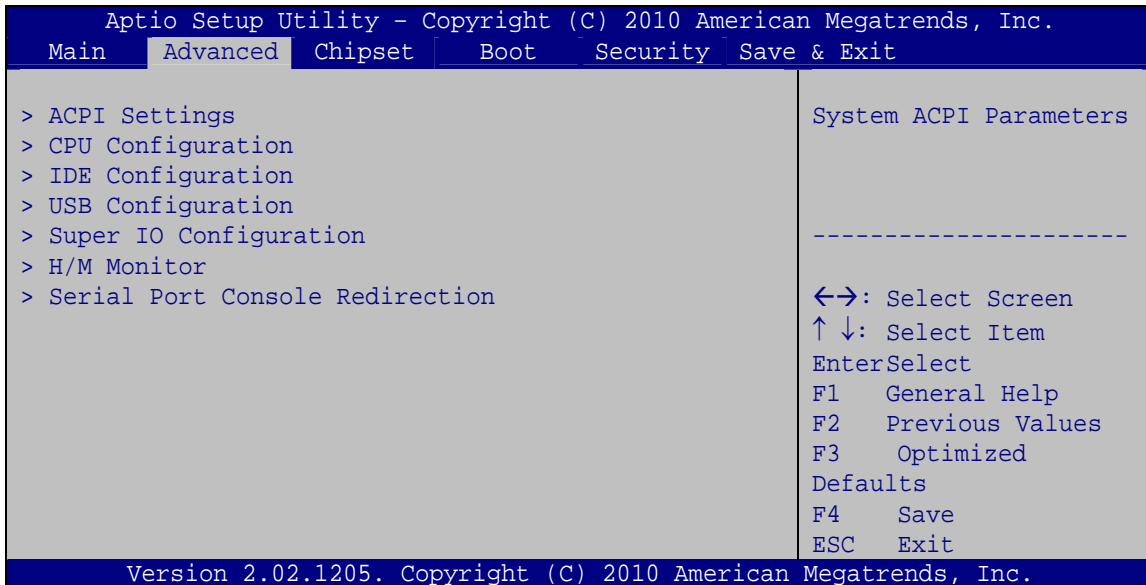 Aptio Setup Utility – Copyright (C) 2010 American Megatrends, Inc.
Main Advanced Chipset Boot Security Save & Exit
> ACPI Settings
> CPU Configuration
> IDE Configuration
> USB Configuration
> Super IO Configuration
> H/M Monitor
> Serial Port Console Redirection
System ACPI Parameters
----------------------
←→: Select Screen
↑ ↓: Select Item
EnterSelect
F1 General Help
F2 Previous Values
F3 Optimized
Defaults
F4 Save
ESC Exit
Version 2.02.1205. Copyright (C) 2010 American Megatrends, Inc.